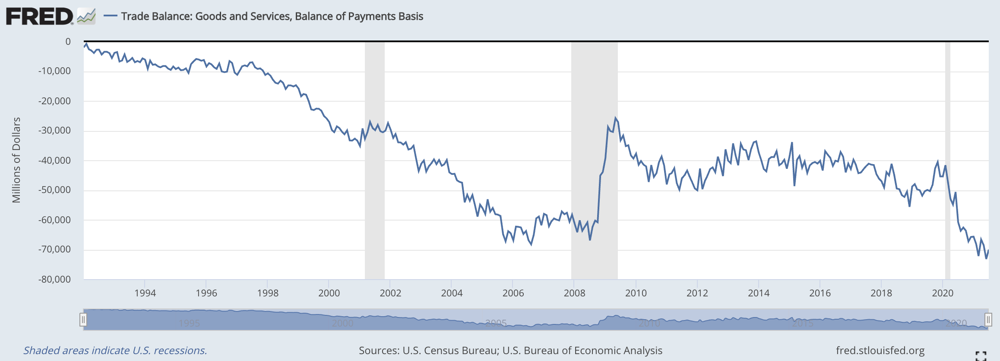 FRED
Trade Balance: Goods and Services, Balance of Payments Basis
Millions of Dollars
0
-10,000
-20,000
-30,000
-40,000
-50,000
-60,000
-70,000
-80,000
1994 1996 1998 2000 2002 2004 2006 2008 2010 2012 2014 2016 2018 2020
1995 2000 2005 2010 2015 2020
Shaded areas indicate U.S. recessions.
Sources: U.S. Census Bureau; U.S. Bureau of Economic Analysis
fred.stlouisfed.org